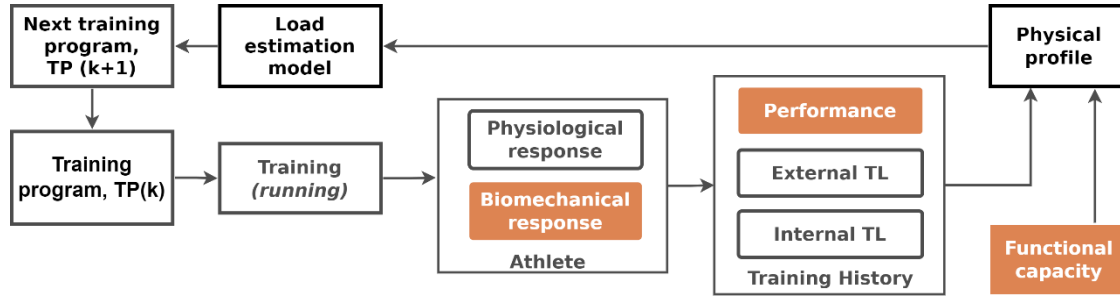 Next training
program,
TP (k+1)
Load
estimation
model
Physical
profile
Training
program, TP(k)
Training
(running)
Physiological
response
Biomechanical
response
Athlete
Performance
External TL
Internal TL
Training History
Functional
capacity